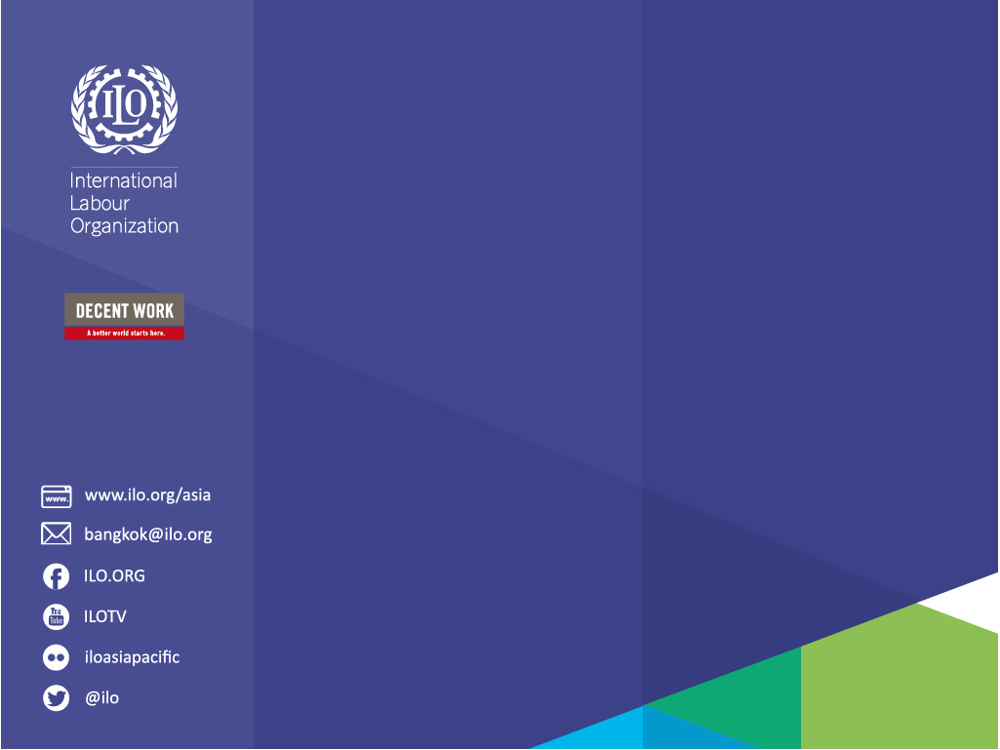 ILO
International
Labour
Organization
DECENT WORK
A better world starts here.
www. www.ilo.org/asia
bangkok@ilo.org
ILO.ORG
You
Tube ILOTV
iloasiapacific
@ilo